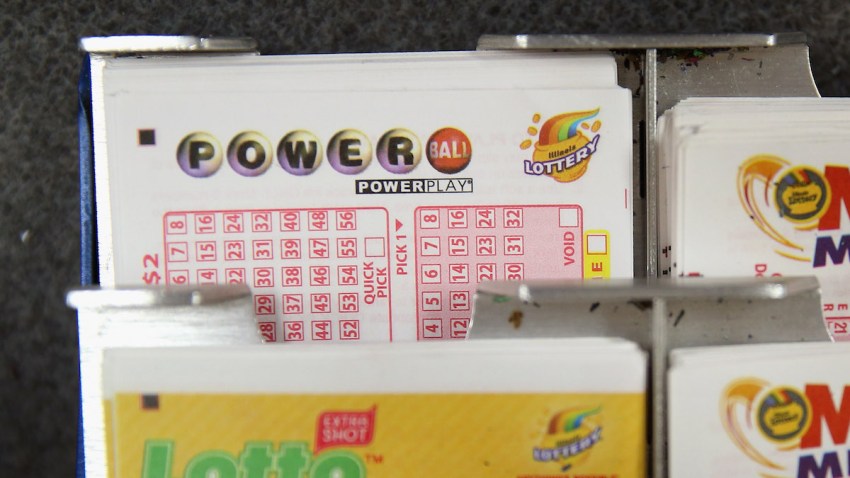 POWERBALL
POWERPLAY®
Illinois
LOTTERY
$2
8 16 24 32 40 48 56
7 15 23 31 39 47 55
6 14 22 30 38 46 54
29 37 45 53
28 36 44 52
QUICK
PICK
PICK 1
8 16 24 32
7 15 23 31
6 14 22 30
5 13
4 12
VOID
E
EXTRA
SHOT
Lotto™
LOTTERY
M
M
M